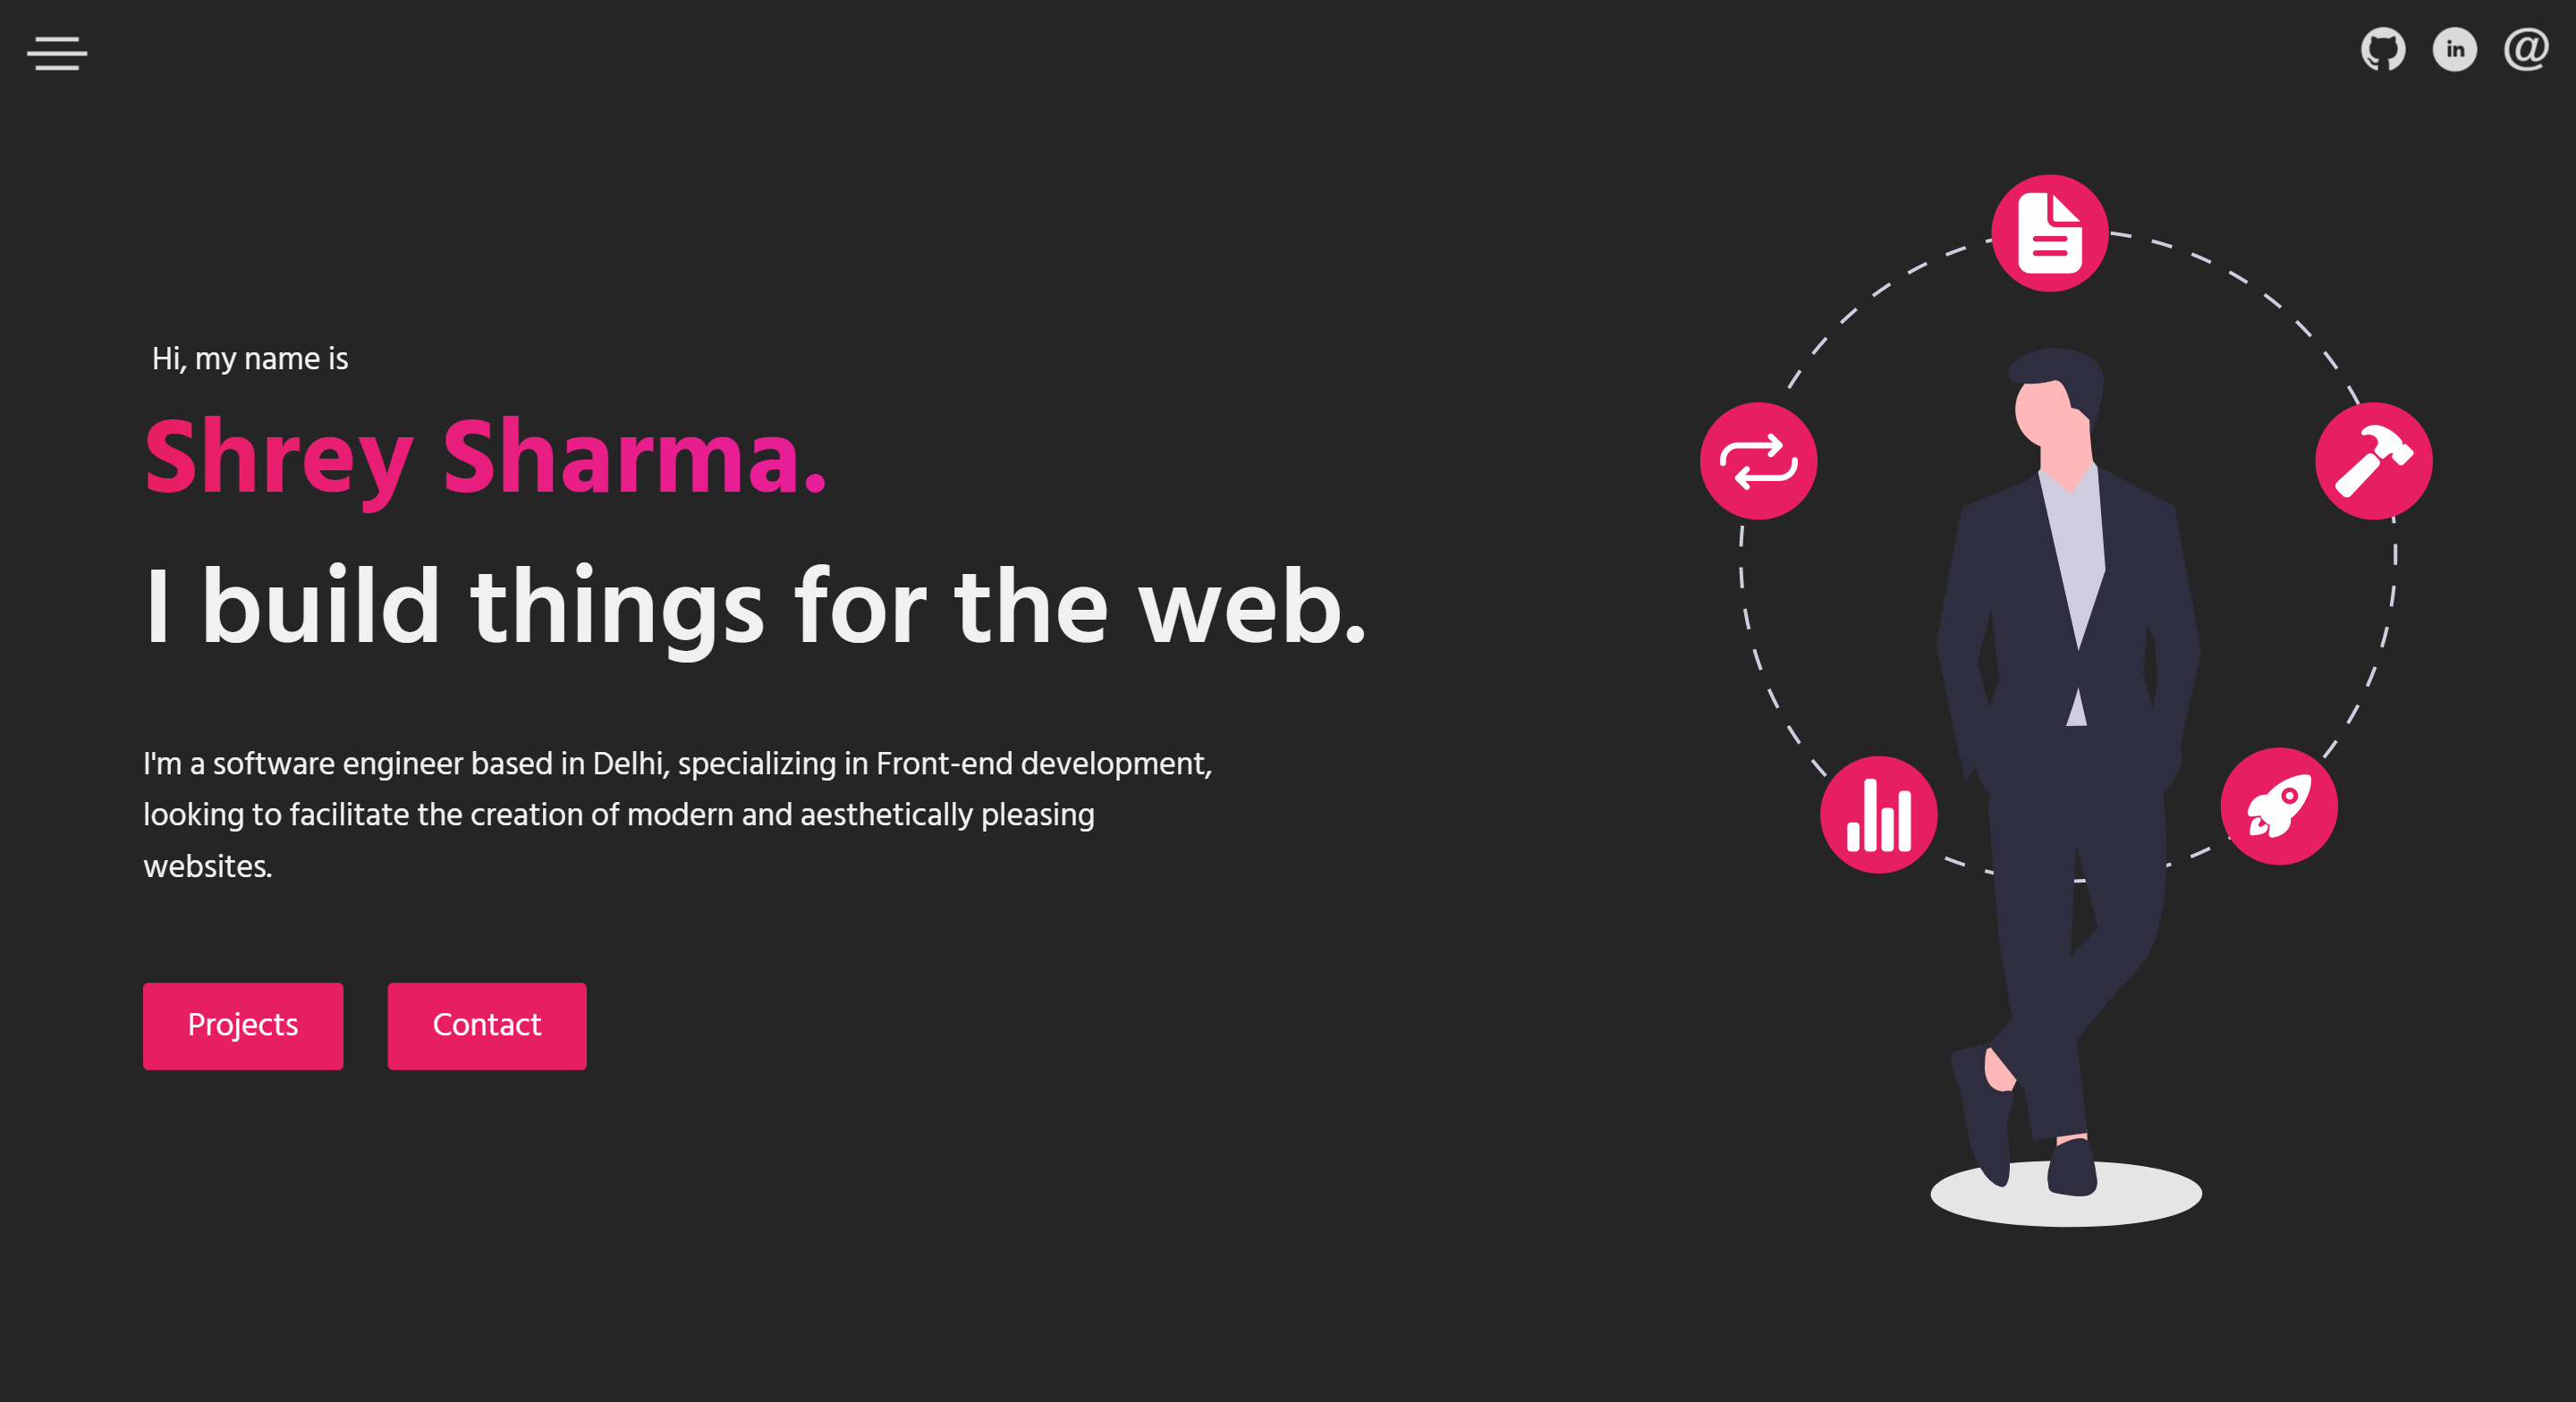 in
@
Hi, my name is
Shrey Sharma.
I build things for the web.
I'm a software engineer based in Delhi, specializing in Front-end development,
looking to facilitate the creation of modern and aesthetically pleasing
websites.
Projects
Contact